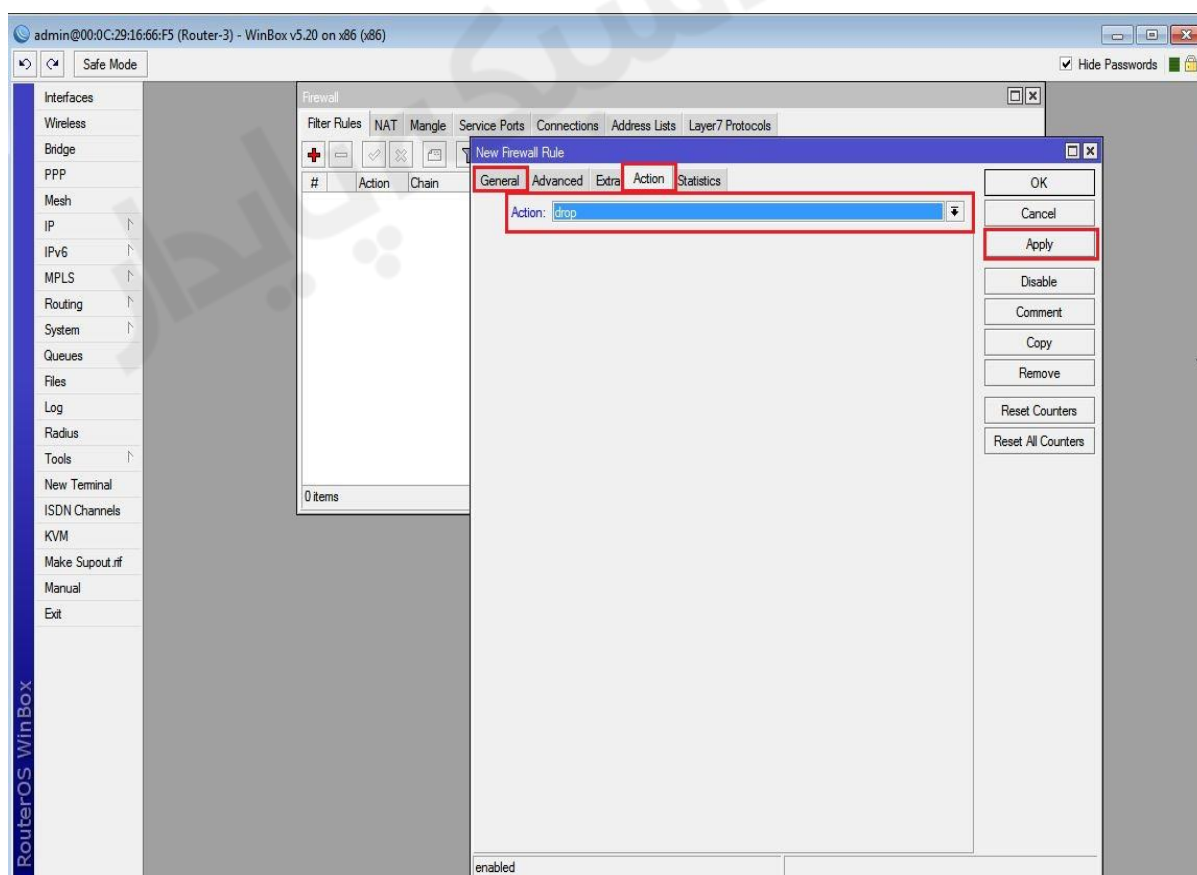 admin@00:0C:29:16:66:F5 (Router-3) - WinBox v5.20 on x86 (x86)
Safe Mode
Hide Passwords
Interfaces
Wireless
Bridge
PPP
Mesh
IP
IPv6
MPLS
Routing
System
Queues
Files
Log
Radius
Tools
New Terminal
ISDN Channels
KVM
Make Supout.rif
Manual
Exit
RouterOS WinBox
Firewall
Filter Rules NAT Mangle Service Ports Connections Address Lists Layer7 Protocols
# Action Chain
0 items
New Firewall Rule
General Advanced Extra Action Statistics
Action: drop
OK
Cancel
Apply
Disable
Comment
Copy
Remove
Reset Counters
Reset All Counters
enabled